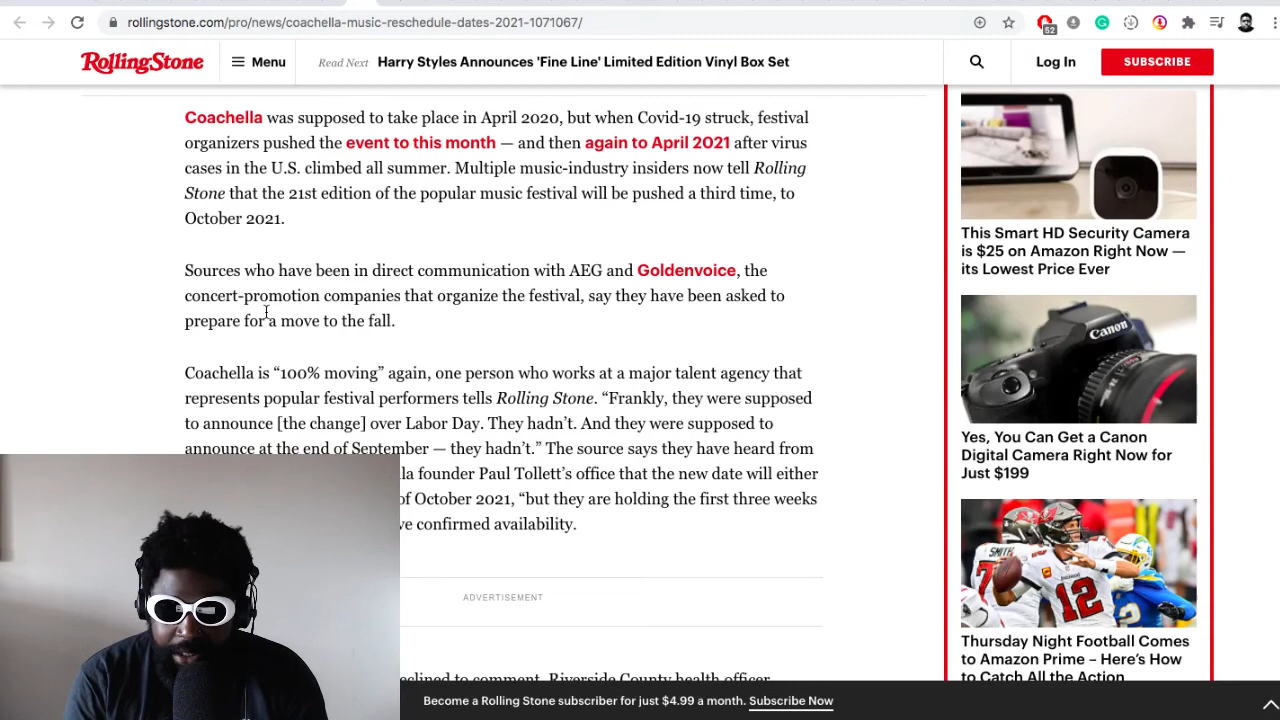 rollingstone.com/pro/news/coachella-music-reschedule-dates-2021-1071067/
52
RollingStone
Menu
Read Next Harry Styles Announces 'Fine Line' Limited Edition Vinyl Box Set
Log In
SUBSCRIBE
Coachella was supposed to take place in April 2020, but when Covid-19 struck, festival
organizers pushed the event to this month — and then again to April 2021 after virus
cases in the U.S. climbed all summer. Multiple music-industry insiders now tell Rolling
Stone that the 21st edition of the popular music festival will be pushed a third time, to
October 2021.
Sources who have been in direct communication with AEG and Goldenvoice, the
concert-promotion companies that organize the festival, say they have been asked to
prepare for a move to the fall.
Coachella is “100% moving” again, one person who works at a major talent agency that
represents popular festival performers tells Rolling Stone. “Frankly, they were supposed
to announce [the change] over Labor Day. They hadn’t. And they were supposed to
announce at the end of September — they hadn’t.” The source says they have heard from
la founder Paul Tollett’s office that the new date will either
of October 2021, “but they are holding the first three weeks
ve confirmed availability.
ADVERTISEMENT
clined to comment. Riverside County health officer
This Smart HD Security Camera
is $25 on Amazon Right Now —
its Lowest Price Ever
Canon
Yes, You Can Get a Canon
Digital Camera Right Now for
Just $199
SMITH
12
Thursday Night Football Comes
to Amazon Prime – Here’s How
to Catch All the Action
Become a Rolling Stone subscriber for just $4.99 a month. Subscribe Now